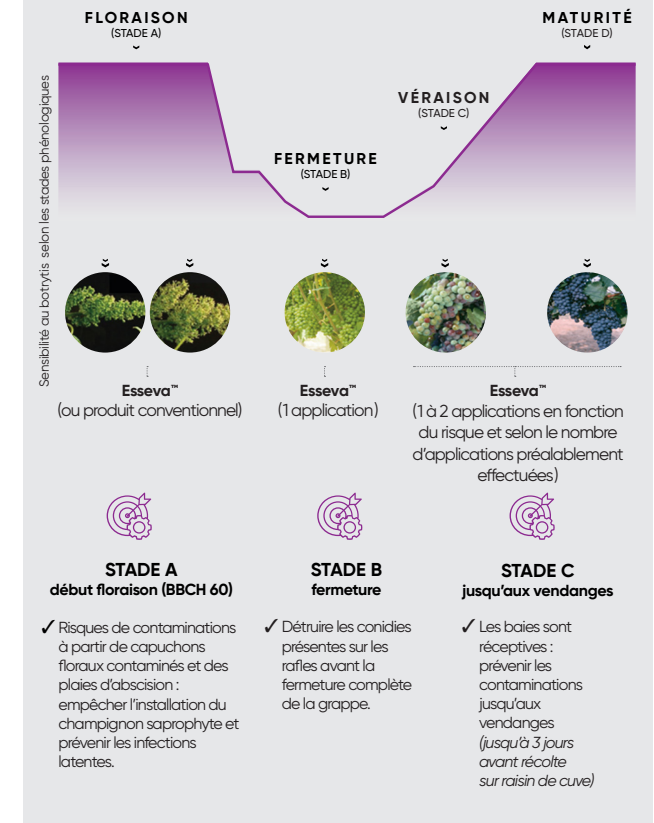 FLORAISON
(STADE A)
MATURITÉ
(STADE D)
VÉRAISON
(STADE C)
FERMETURE
(STADE B)
Sensibilité au botrytis selon les stades phénologiques
Esseva™
(ou produit conventionnel)
Esseva™
(1 application)
Esseva™
(1 à 2 applications en fonction
du risque et selon le nombre
d'applications préalablement
effectuées)
STADE A
début floraison (BBCH 60)
✓ Risques de contaminations
à partir de capuchons
floraux contaminés et des
plaies d'abscision :
empêcher l'installation du
champignon saprophyte et
prévenir les infections
latentes.
STADE B
fermeture
✓ Détruire les conidies
présentes sur les
rafles avant la
fermeture complète
de la grappe.
STADE C
jusqu'aux vendanges
✓ Les baies sont
réceptives :
prévenir les
contaminations
jusqu'aux
vendanges
(jusqu'à 3 jours
avant récolte
sur raisin de cuve)